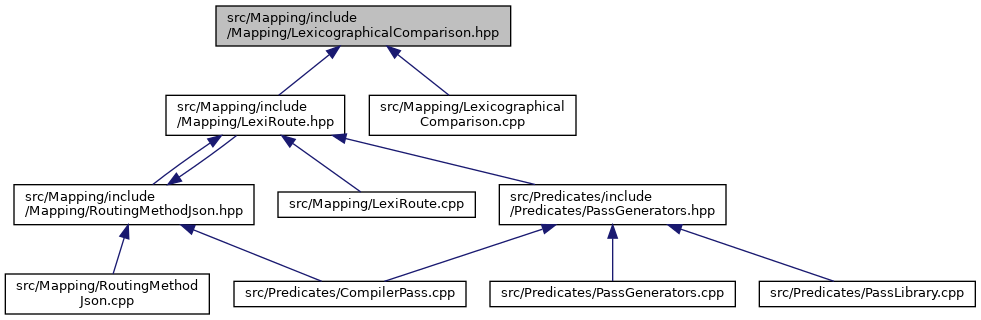 src/Mapping/include
/Mapping/LexicographicalComparison.hpp
src/Mapping/include
/Mapping/LexiRoute.hpp
src/Mapping/Lexicographical
Comparison.cpp
src/Mapping/include
/Mapping/RoutingMethodJson.hpp
src/Mapping/LexiRoute.cpp
src/Predicates/include
/Predicates/PassGenerators.hpp
src/Mapping/RoutingMethod
Json.cpp
src/Predicates/CompilerPass.cpp
src/Predicates/PassGenerators.cpp
src/Predicates/PassLibrary.cpp